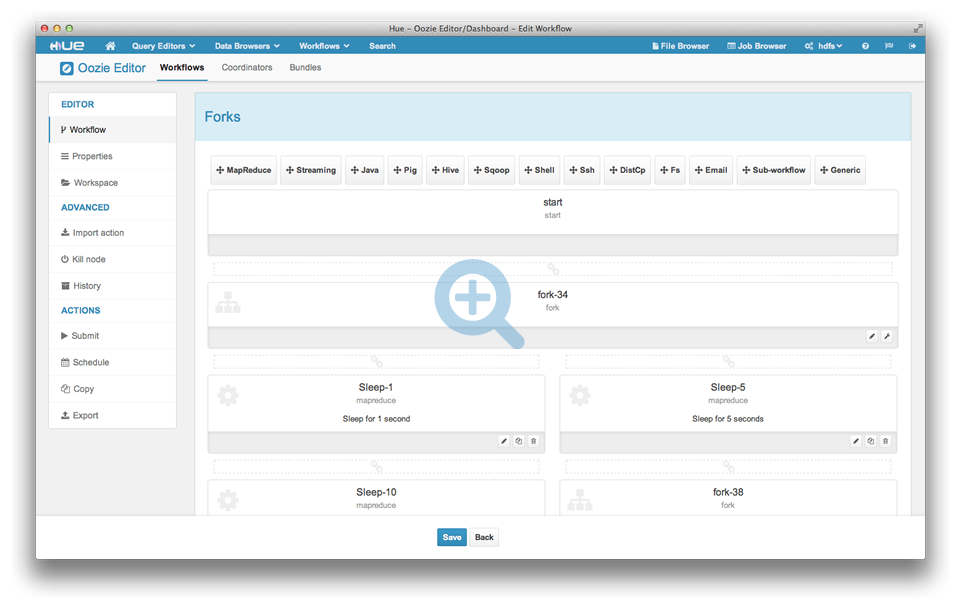 Hue – Oozie Editor/Dashboard – Edit Workflow
HUE Query Editors Data Browsers Workflows Search File Browser Job Browser hdfs
Oozie Editor Workflows Coordinators Bundles
EDITOR
Workflow
Properties
Workspace
ADVANCED
Import action
Kill node
History
ACTIONS
Submit
Schedule
Copy
Export
Forks
MapReduce Streaming Java Pig Hive Sqoop Shell Ssh DistCp Fs Email Sub-workflow Generic
start
start
fork-34
fork
Sleep-1
mapreduce
Sleep for 1 second
Sleep-5
mapreduce
Sleep for 5 seconds
Sleep-10
mapreduce
fork-38
fork
Save Back